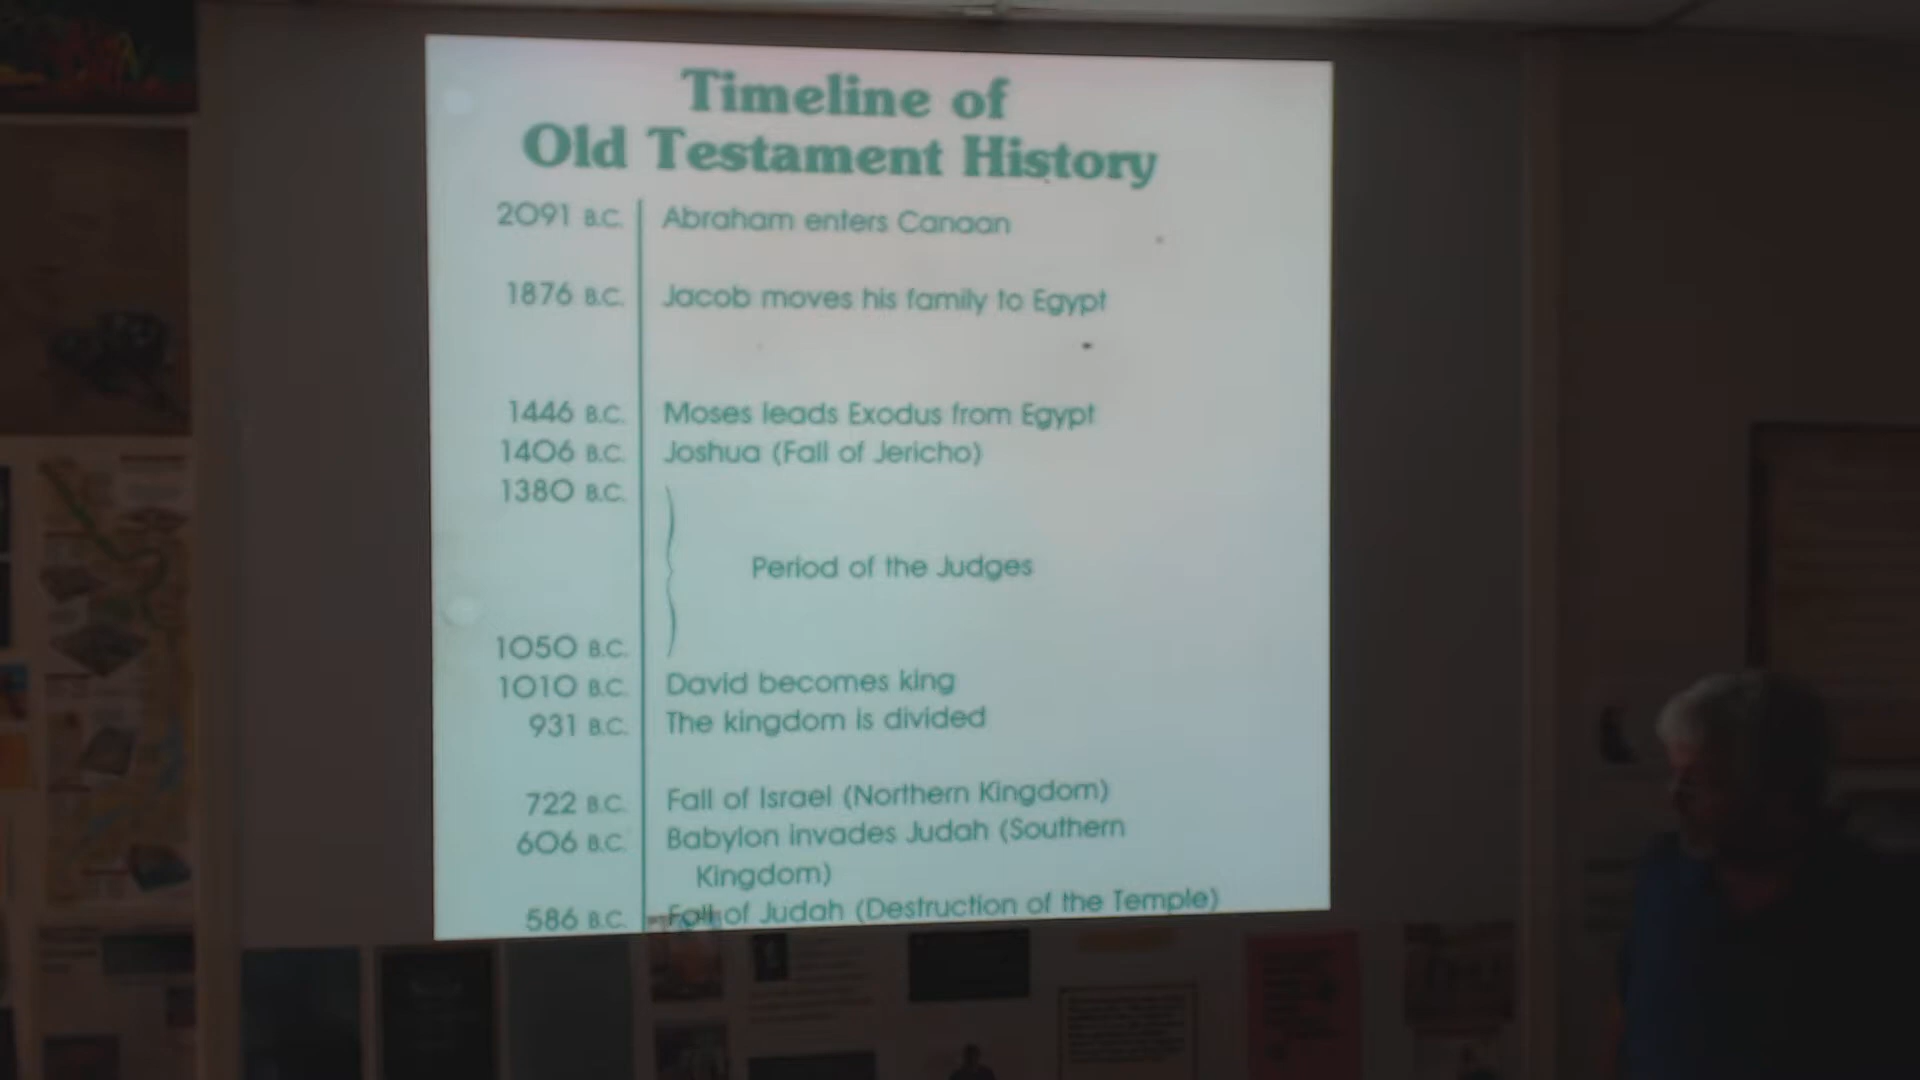 Timeline of
Old Testament History
2091 B.C. Abraham enters Canaan
1876 B.C. Jacob moves his family to Egypt
1446 B.C. Moses leads Exodus from Egypt
1406 B.C. Joshua (Fall of Jericho)
1380 B.C.
Period of the Judges
1050 B.C.
1010 B.C. David becomes king
931 B.C. The kingdom is divided
722 B.C. Fall of Israel (Northern Kingdom)
606 B.C. Babylon invades Judah (Southern
Kingdom)
586 B.C. Fall of Judah (Destruction of the Temple)